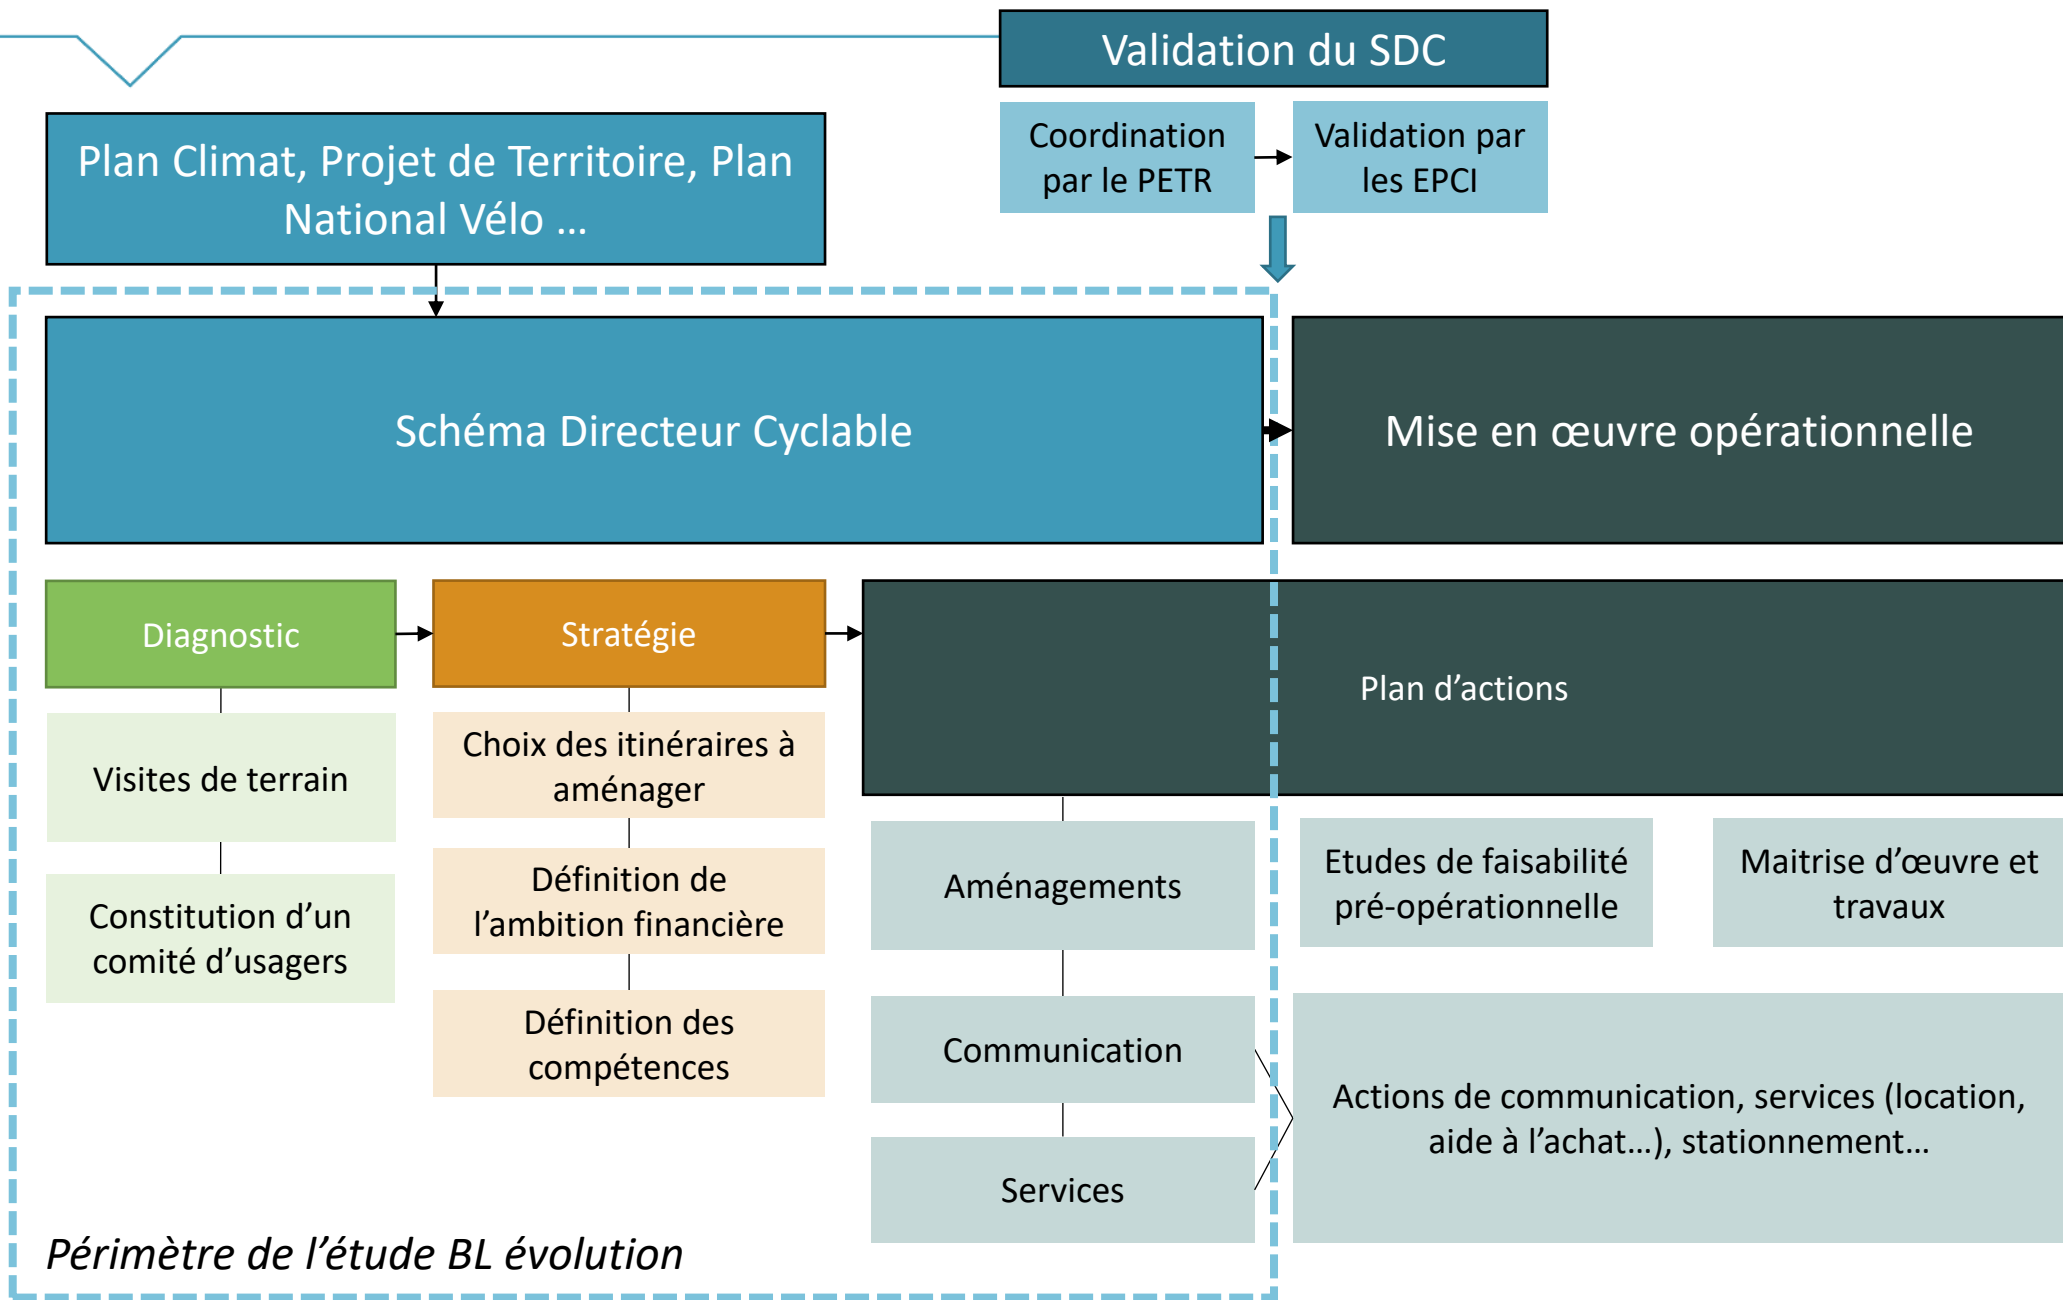 Validation du SDC
Coordination
par le PETR
Validation par
les EPCI
Plan Climat, Projet de Territoire, Plan
National Vélo ...
Schéma Directeur Cyclable
Mise en œuvre opérationnelle
Diagnostic
Stratégie
Plan d’actions
Visites de terrain
Constitution d’un
comité d’usagers
Choix des itinéraires à
aménager
Définition de
l’ambition financière
Définition des
compétences
Aménagements
Communication
Services
Etudes de faisabilité
pré-opérationnelle
Maitrise d’œuvre et
travaux
Actions de communication, services (location,
aide à l’achat…), stationnement…
Périmètre de l’étude BL évolution